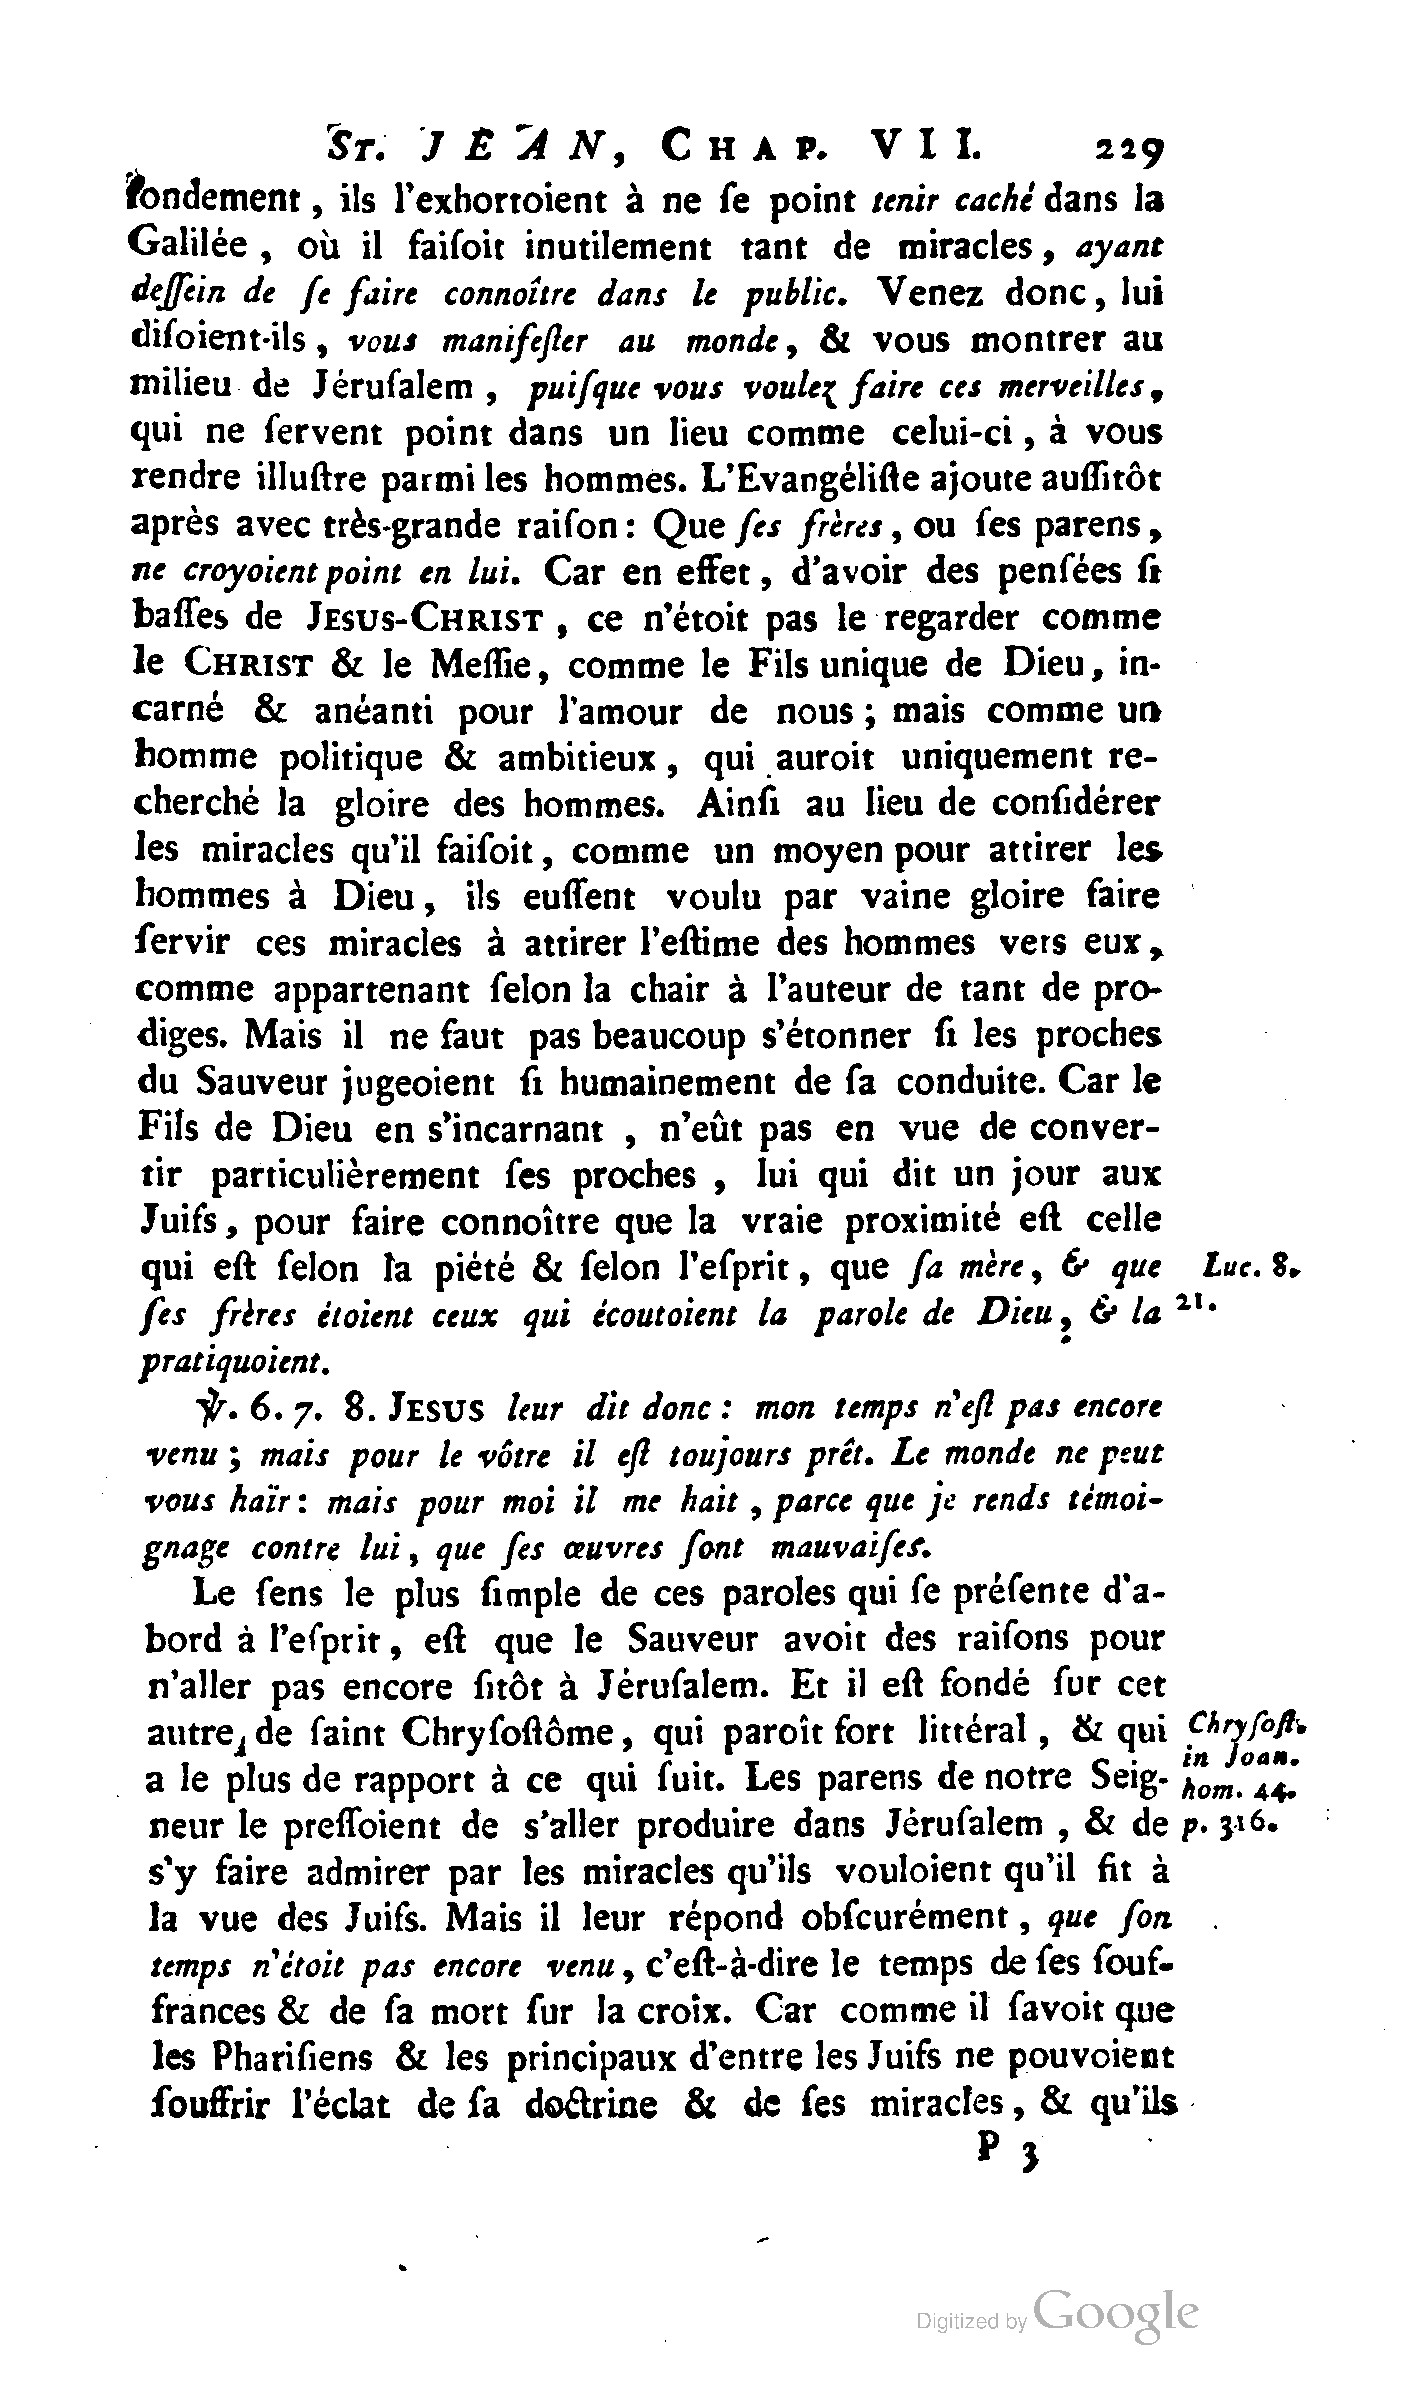 ST. JEAN, CHAP. VII. 229
fondement, ils l'exhortoient à ne ſe point tenir caché dans la
Galilée, où il faiſoit inutilement tant de miracles, ayant
deſſein de ſe faire connoître dans le public. Venez donc, lui
diſoient-ils, vous manifeſter au monde, & vous montrer au
milieu de Jéruſalem, puiſque vous voulez faire ces merveilles,
qui ne ſervent point dans un lieu comme celui-ci, à vous
rendre illuſtre parmi les hommes. L'Evangéliſte ajoute auſſitôt
après avec très-grande raiſon: Que ſes frères, ou ſes parens,
ne croyoient point en lui. Car en effet, d'avoir des penſées ſi
baſſes de JESUS-CHRIST, ce n'étoit pas le regarder comme
le CHRIST & le Meſſie, comme le Fils unique de Dieu, in-
carné & anéanti pour l'amour de nous; mais comme un
homme politique & ambitieux, qui auroit uniquement re-
cherché la gloire des hommes. Ainſi au lieu de conſidérer
les miracles qu'il faiſoit, comme un moyen pour attirer les
hommes à Dieu, ils euſſent voulu par vaine gloire faire
ſervir ces miracles à attirer l'eſtime des hommes vers eux,
comme appartenant ſelon la chair à l'auteur de tant de pro-
diges. Mais il ne faut pas beaucoup s'étonner ſi les proches
du Sauveur jugeoient ſi humainement de ſa conduite. Car le
Fils de Dieu en s'incarnant, n'eût pas en vue de conver-
tir particulièrement ſes proches, lui qui dit un jour aux
Juifs, pour faire connoître que la vraie proximité eſt celle
qui eſt ſelon la piété & ſelon l'eſprit, que ſa mère, & que Luc. 8.
ſes frères étoient ceux qui écoutoient la parole de Dieu, & la 21.
pratiquoient.
℣. 6. 7. 8. JESUS leur dit donc: mon temps n'eſt pas encore
venu; mais pour le vôtre il eſt toujours prêt. Le monde ne peut
vous haïr: mais pour moi il me hait, parce que je rends témoi-
gnage contre lui, que ſes œuvres ſont mauvaiſes.
Le ſens le plus ſimple de ces paroles qui ſe préſente d'a-
bord à l'eſprit, eſt que le Sauveur avoit des raiſons pour
n'aller pas encore ſitôt à Jéruſalem. Et il eſt fondé ſur cet
autre, de ſaint Chryſoſtôme, qui paroît fort littéral, & qui Chryſoſt.
in Joan.
a le plus de rapport à ce qui ſuit. Les parens de notre Seig- hom. 44.
neur le preſſoient de s'aller produire dans Jéruſalem, & de p. 316.
s'y faire admirer par les miracles qu'ils vouloient qu'il fit à
la vue des Juifs. Mais il leur répond obſcurément, que ſon
temps n'étoit pas encore venu, c'eſt-à-dire le temps de ſes ſouf-
frances & de ſa mort ſur la croix. Car comme il ſavoit que
les Phariſiens & les principaux d'entre les Juifs ne pouvoient
ſouffrir l'éclat de ſa doctrine & de ſes miracles, & qu'ils
P 3
Digitized by Google